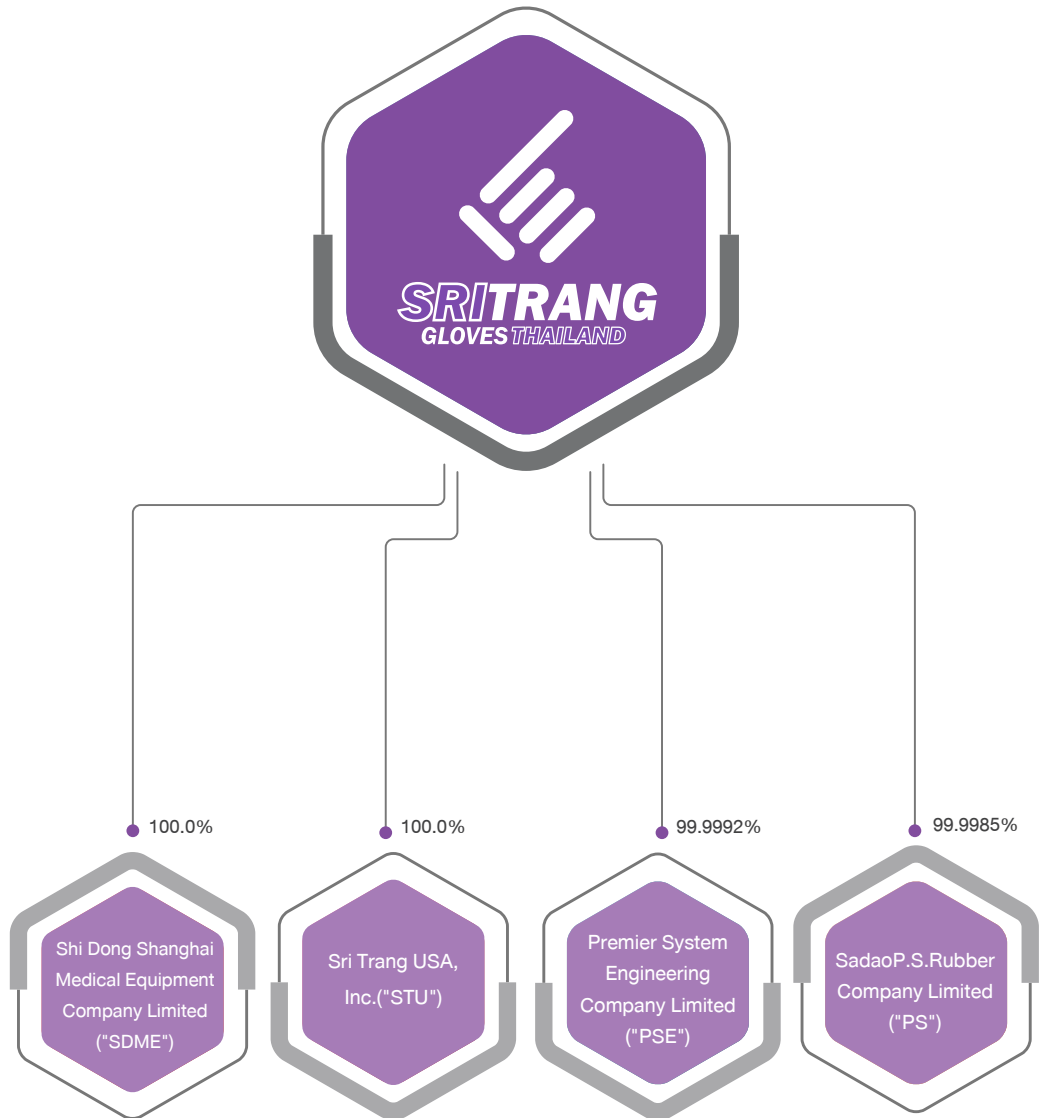 SRITRANG
GLOVES THAILAND
100.0%
100.0%
99.9992%
99.9985%
Shi Dong Shanghai
Medical Equipment
Company Limited
("SDME")
Sri Trang USA,
Inc.("STU")
Premier System
Engineering
Company Limited
("PSE")
SadaoP.S.Rubber
Company Limited
("PS")